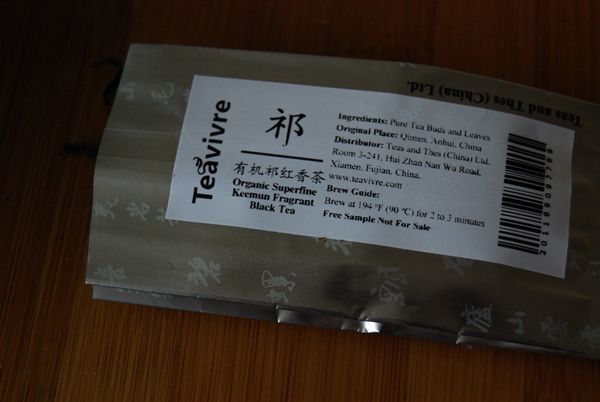 Teas and Thes (China) Ltd.
Teavivre
祁
有机祁红香茶
Organic Superfine
Keemun Fragrant
Black Tea
Ingredients: Pure Tea Buds and Leaves
Original Place: Qimen, Anhui, China
Distributor: Teas and Thes (China) Ltd.
Room 3-241, Hui Zhan Nan Wu Road,
Xiamen, Fujian, China.
www.teavivre.com
Brew Guide:
Brew at 194 °F (90 °C) for 2 to 3 minutes
Free Sample Not For Sale